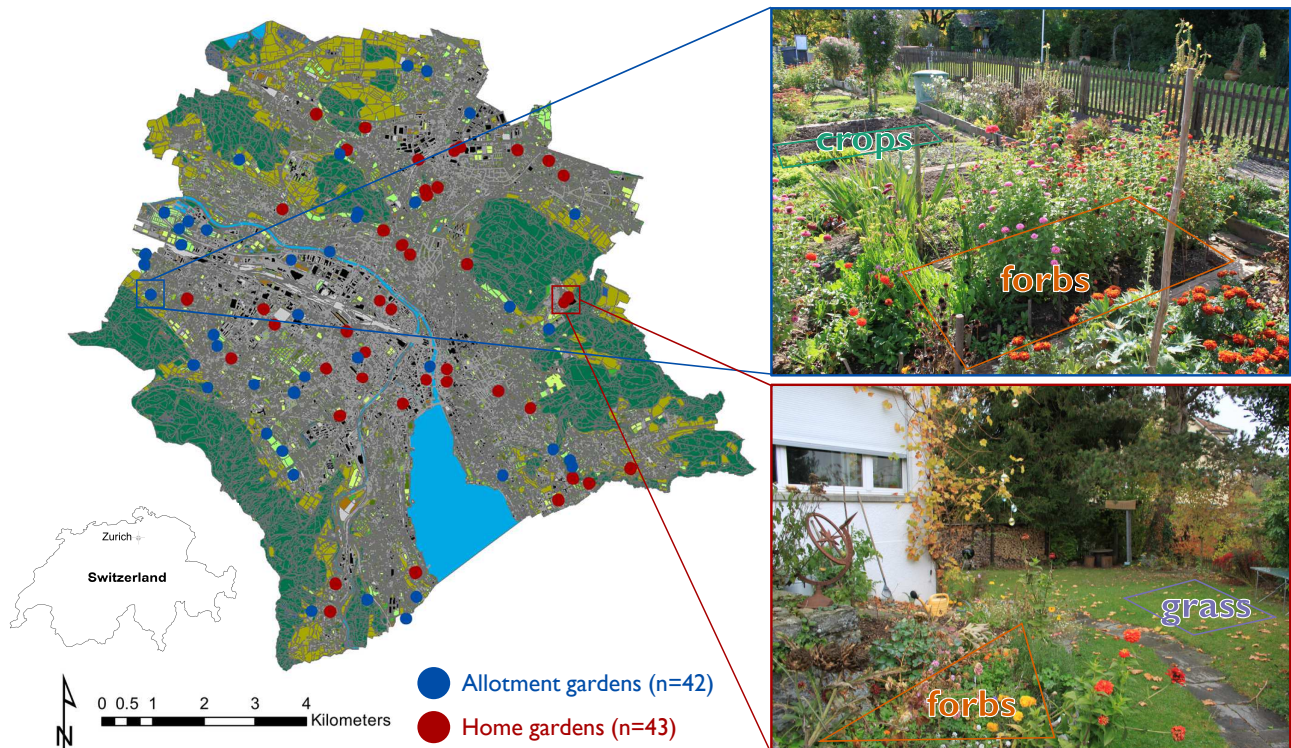 crops
forbs
grass
forbs
Zurich
Switzerland
N
0 0.5 1 2 3 4
Kilometers
Allotment gardens (n=42)
Home gardens (n=43)